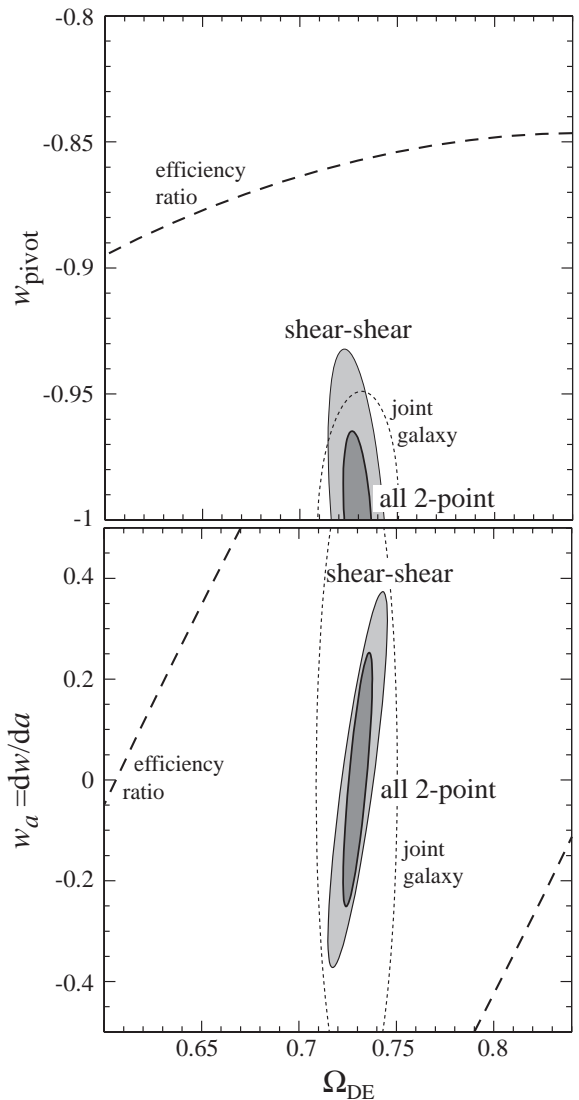 -0.8
-0.85
efficiency
ratio
-0.9
w_pivot
shear-shear
-0.95
joint
galaxy
all 2-point
-1
0.4
shear-shear
0.2
efficiency
ratio
0
all 2-point
w_a = dw/da
joint
galaxy
-0.2
-0.4
0.65 0.7 0.75 0.8
Ω_DE